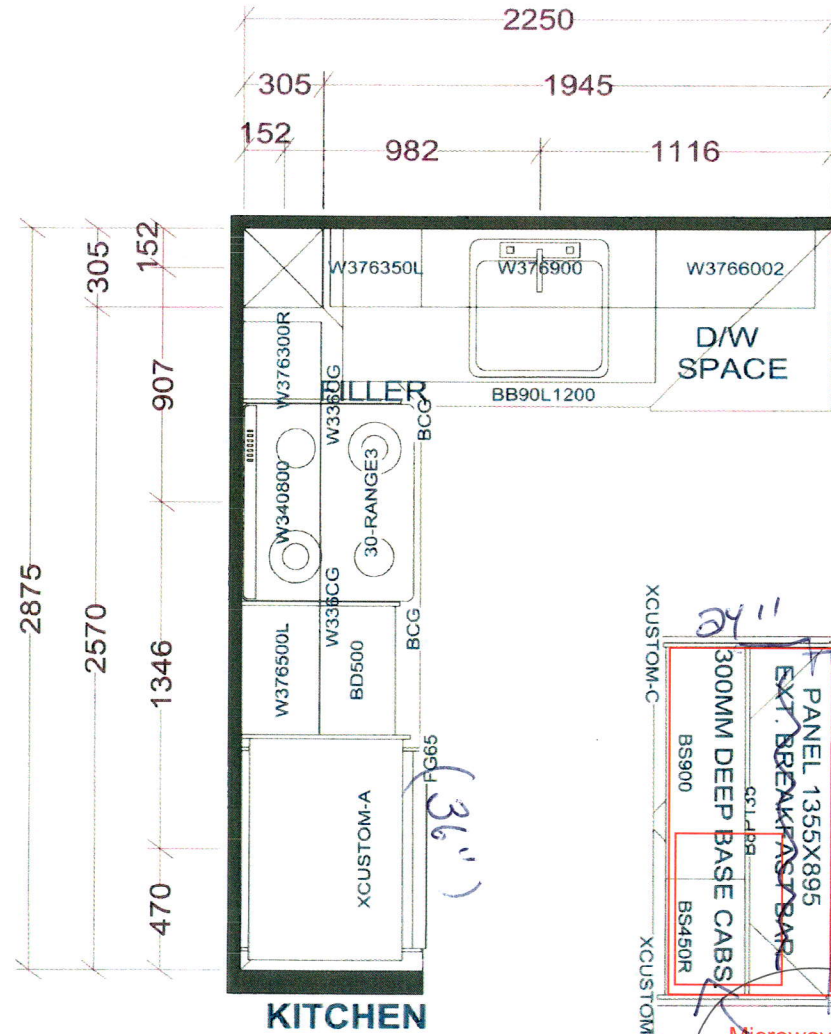 2250
305
1945
152
982
1116
2875
305
2570
152
907
1346
470
W376350L
W376900
W3766002
D/W
SPACE
BB90L1200
W376300R
FILLER
W336CG
BCG
W340800
30-RANGE3
W336CG
BCG
W376500L
BD500
FG65
XCUSTOM-A
(36")
XCUSTOM-C
24"
PANEL 1355X895
EXT. BREAKFAST BAR
300MM DEEP BASE CABS
BS900
BS450R
XCUSTOM
KITCHEN